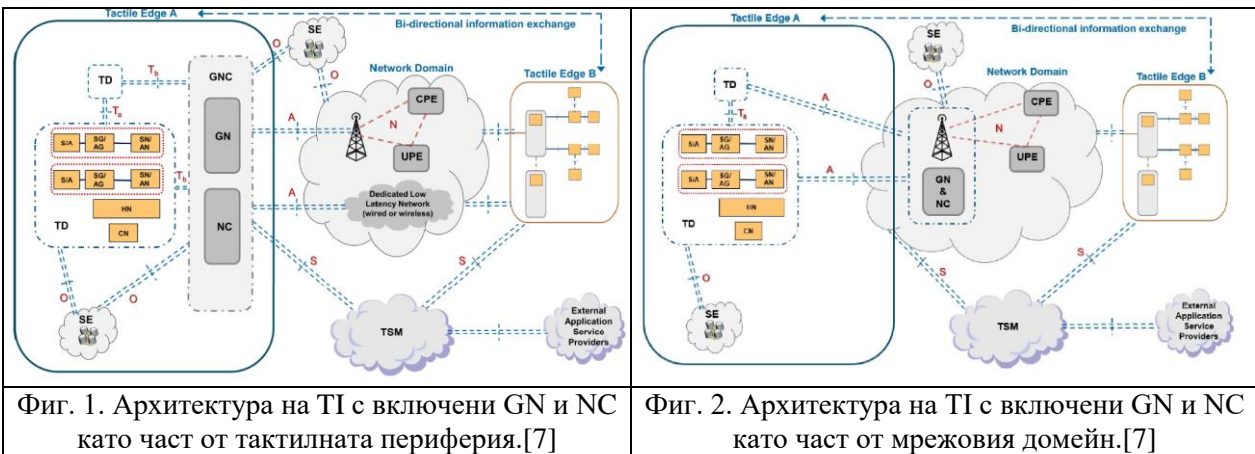 Tactile Edge A
Bi-directional information exchange
SE
O
O
Network Domain
Tactile Edge B
TD
Tb
GNC
Ta
GN
A
CPE
N
UPE
S/A
SG/
AG
SN/
AN
S/A
SG/
AG
SN/
AN
Tb
HN
CN
TD
NC
A
Dedicated Low
Latency Network
(wired or wireless)
O
O
S
S
SE
TSM
External
Application
Service
Providers
Фиг. 1. Архитектура на TI с включени GN и NC
като част от тактилната периферия.[7]
Tactile Edge A
Bi-directional information exchange
SE
O
Network Domain
Tactile Edge B
TD
A
Ta
CPE
N
UPE
S/A
SG/
AG
SN/
AN
S/A
SG/
AG
SN/
AN
A
GN
&
NC
HN
CN
TD
O
S
S
SE
TSM
External
Application
Service
Providers
Фиг. 2. Архитектура на TI с включени GN и NC
като част от мрежовия домейн.[7]